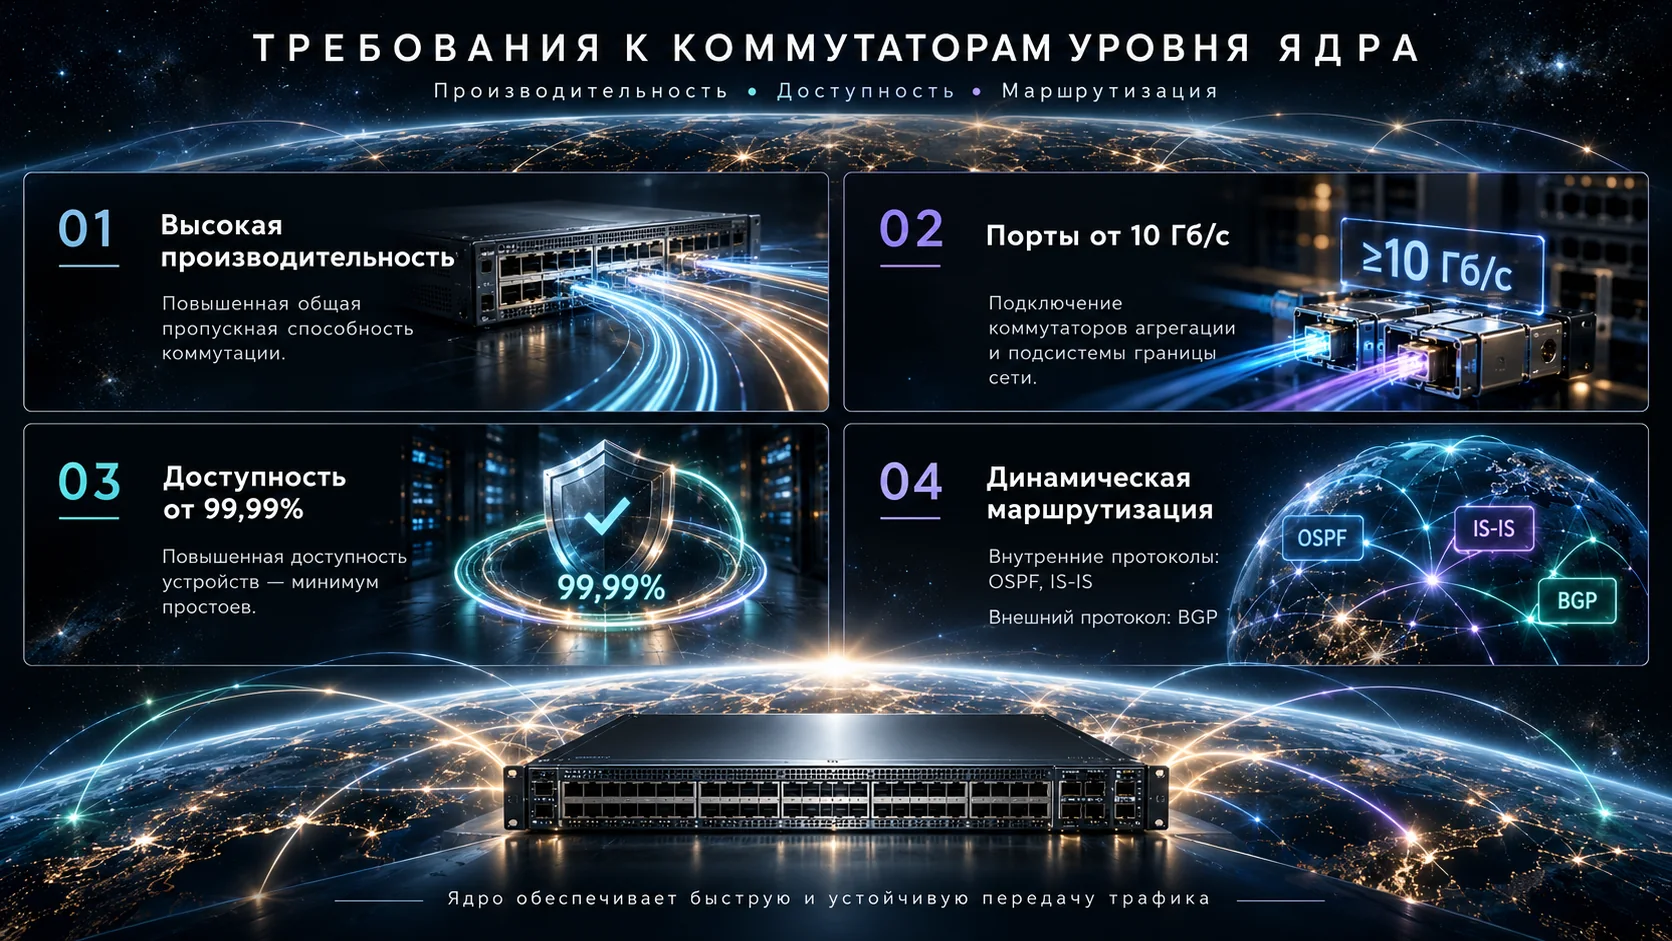 ТРЕБОВАНИЯ К КОММУТАТОРАМ УРОВНЯ ЯДРА
Производительность • Доступность • Маршрутизация
01
Высокая
производительность
Повышенная общая
пропускная способность
коммутации.
02
Порты от 10 Гб/с
Подключение
коммутаторов агрегации
и подсистемы границы
сети.
≥10 Гб/с
03
Доступность
от 99,99%
Повышенная доступность
устройств — минимум
простоев.
99,99%
04
Динамическая
маршрутизация
Внутренние протоколы:
OSPF, IS-IS
Внешний протокол: BGP
OSPF
IS-IS
BGP
Ядро обеспечивает быструю и устойчивую передачу трафика